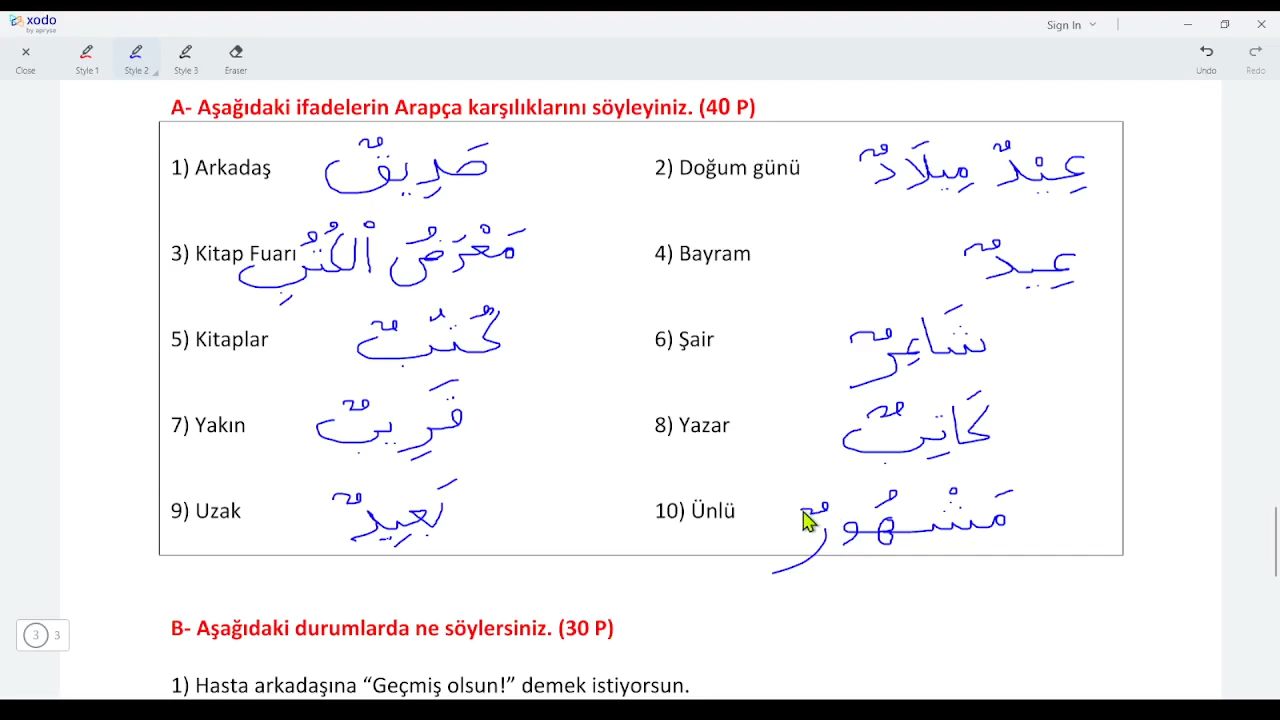 xodo
by apryse
Sign In
Close
Style 1
Style 2
Style 3
Eraser
Undo
Redo
A- Aşağıdaki ifadelerin Arapça karşılıklarını söyleyiniz. (40 P)
1) Arkadaş صَدِيقٌ
2) Doğum günü عِيْدٌ مِيلَادٌ
3) Kitap Fuarı مَعْرَضُ الْكُتُبِ
4) Bayram عِيدٌ
5) Kitaplar كُتُبٌ
6) Şair شَاعِرٌ
7) Yakın قَرِيبٌ
8) Yazar كَاتِبٌ
9) Uzak بَعِيدٌ
10) Ünlü مَشْهُورٌ
B- Aşağıdaki durumlarda ne söylersiniz. (30 P)
3 3
1) Hasta arkadaşına “Geçmiş olsun!” demek istiyorsun.